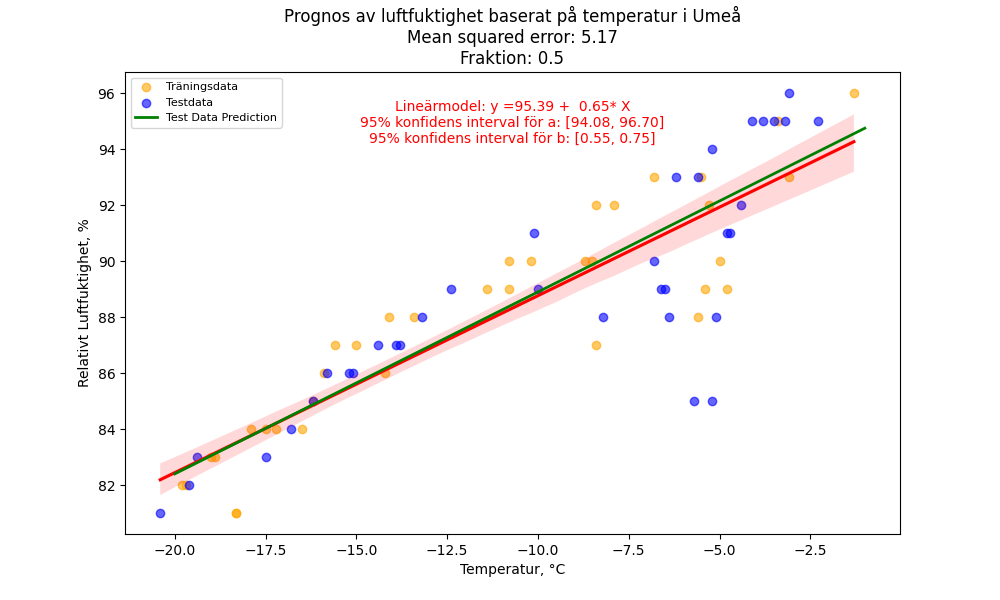 Prognos av luftfuktighet baserat på temperatur i Umeå
Mean squared error: 5.17
Fraktion: 0.5
Träningsdata
Testdata
Test Data Prediction
Lineärmodel: y =95.39 +  0.65* X
95% konfidens interval för a: [94.08, 96.70]
95% konfidens interval för b: [0.55, 0.75]
Relativt Luftfuktighet, %
96
94
92
90
88
86
84
82
−20.0
−17.5
−15.0
−12.5
−10.0
−7.5
−5.0
−2.5
Temperatur, °C